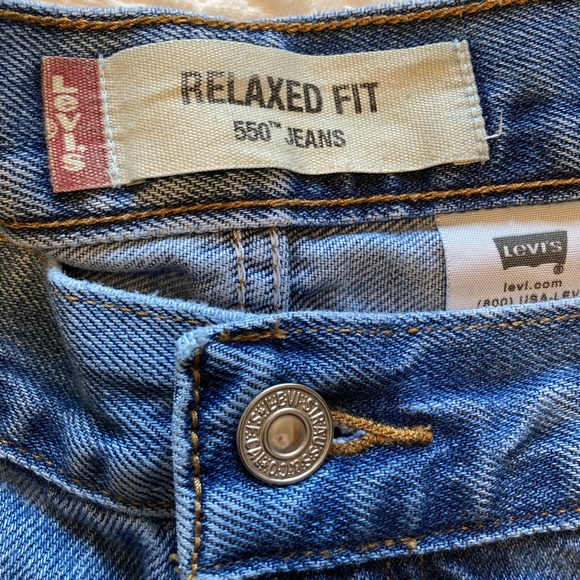 LEVI'S
RELAXED FIT
550™ JEANS
LEVI'S
®
levi.com
(800) USA-LEV
LEVI STRAUSS & CO